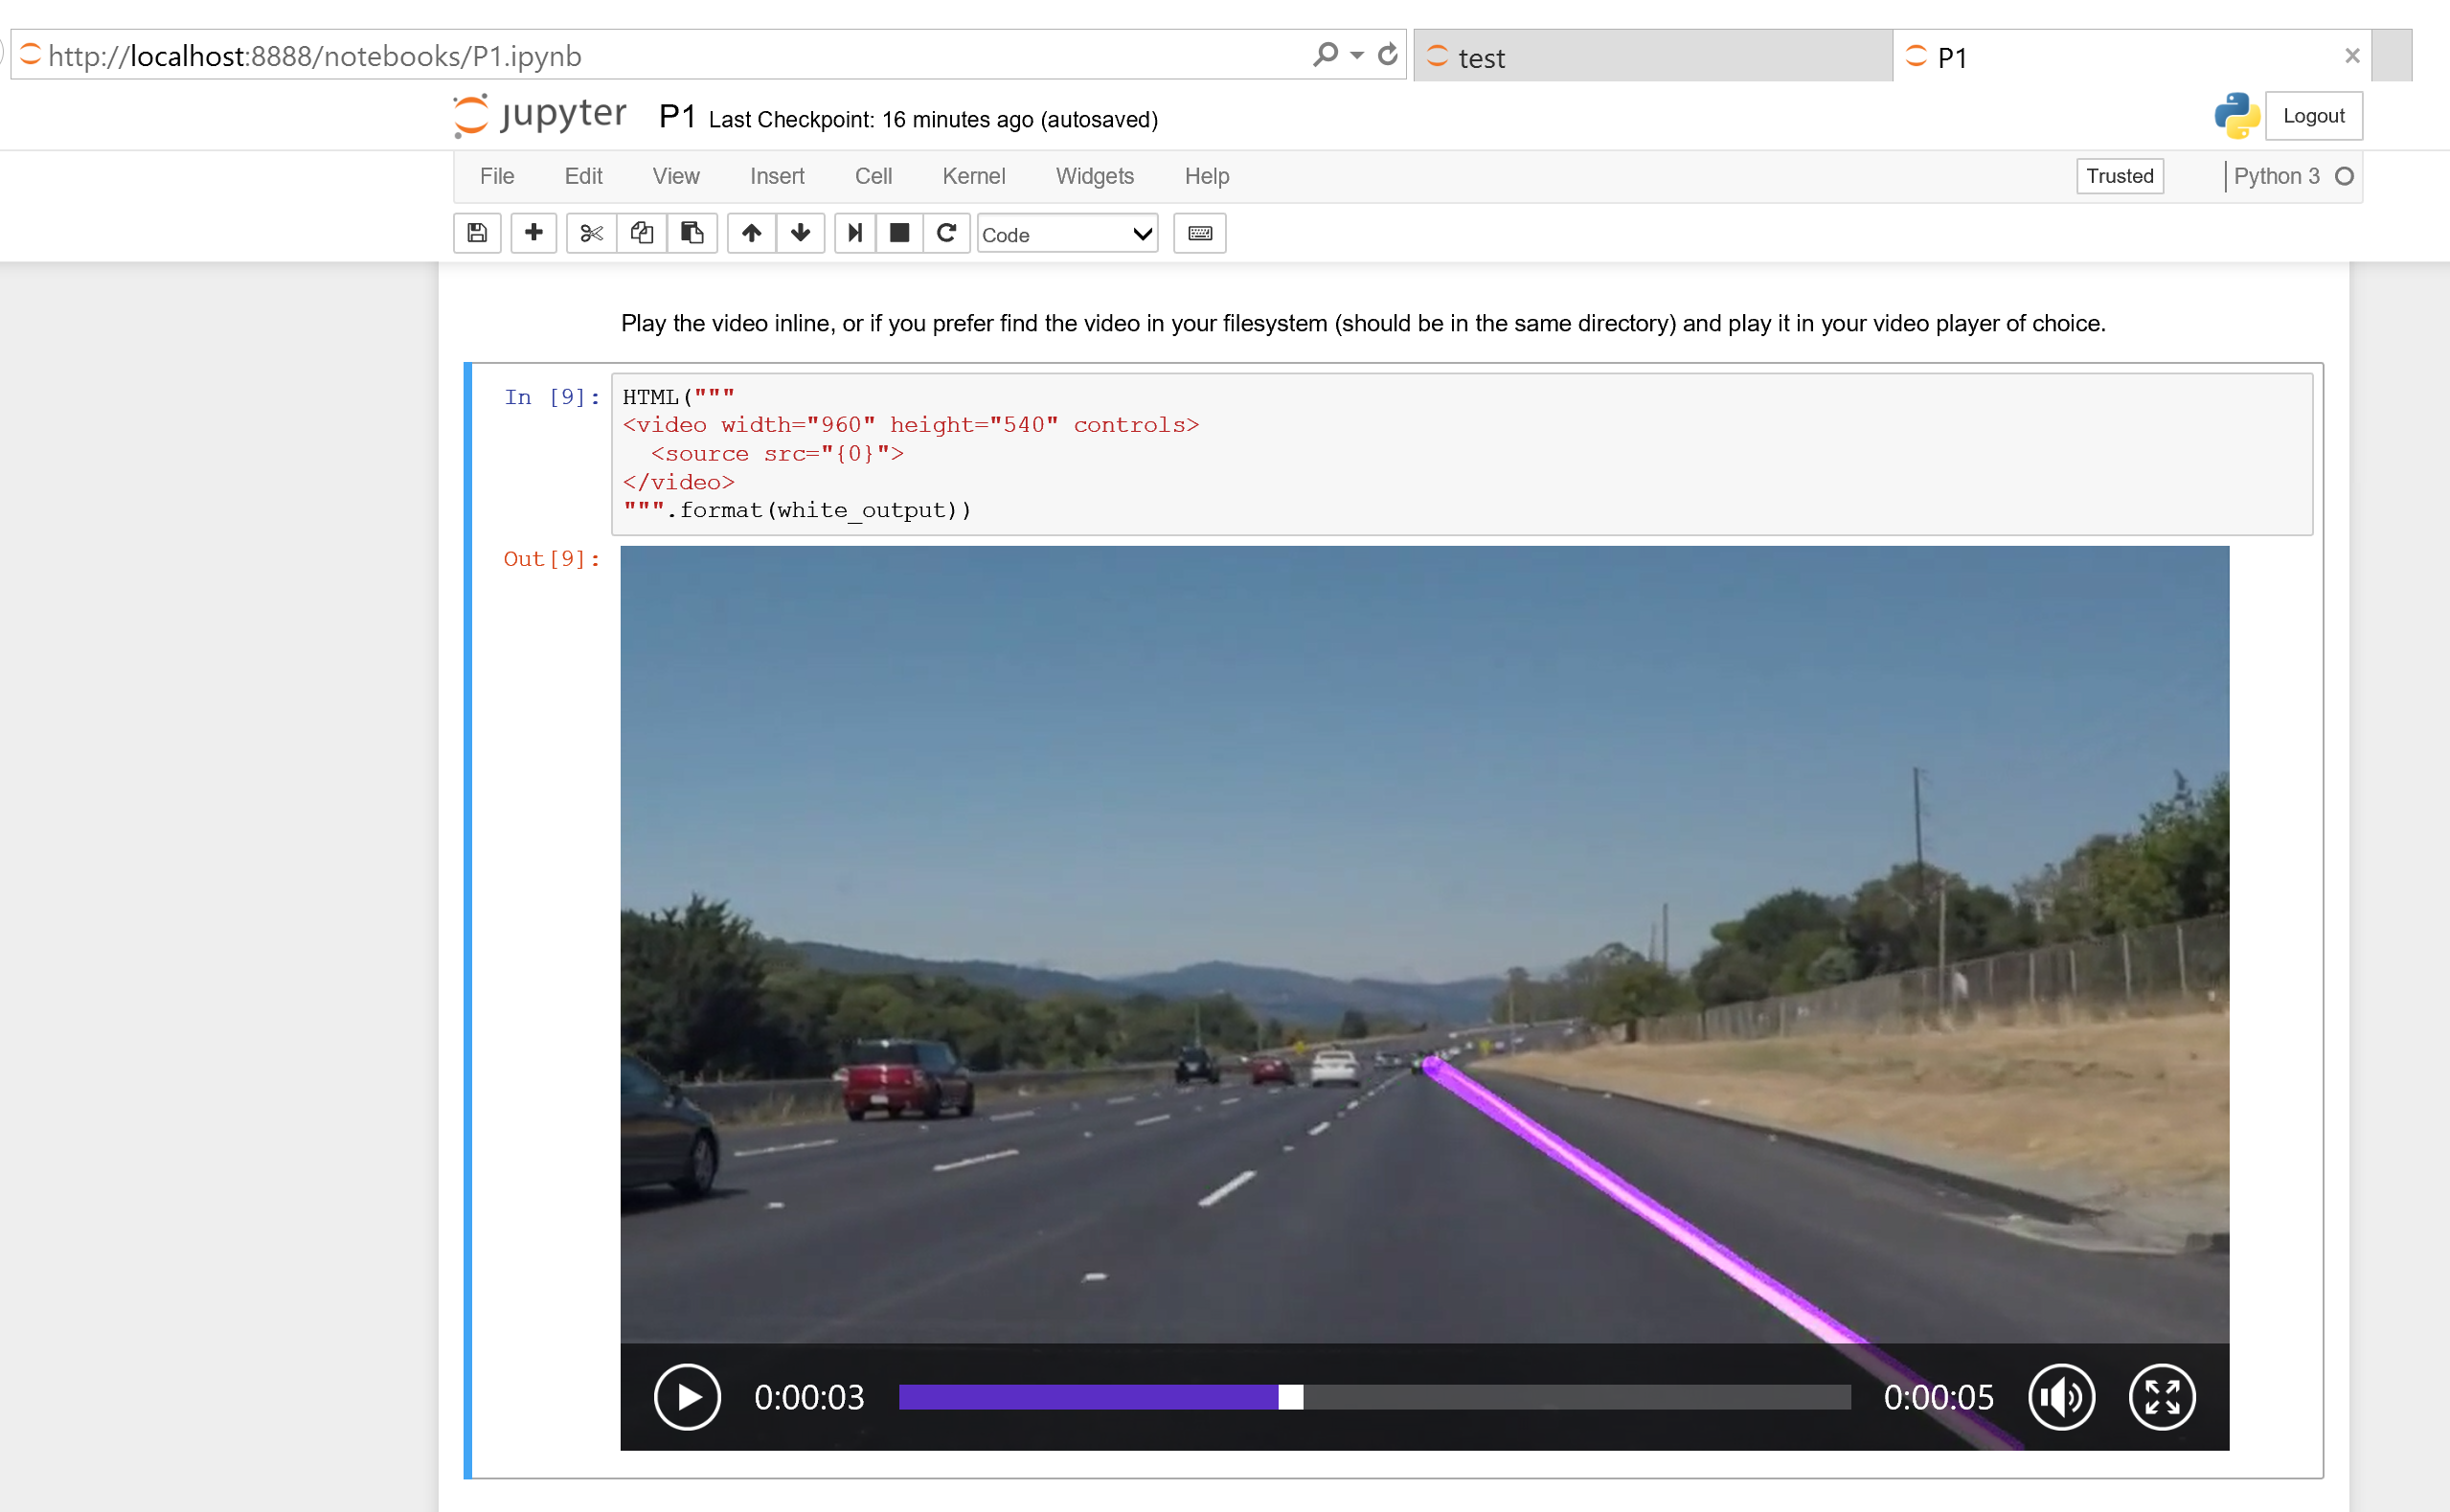 http://localhost:8888/notebooks/P1.ipynb
test
P1
jupyter P1 Last Checkpoint: 16 minutes ago (autosaved)
Logout
File Edit View Insert Cell Kernel Widgets Help
Trusted
Python 3
Code
Play the video inline, or if you prefer find the video in your filesystem (should be in the same directory) and play it in your video player of choice.
In [9]: HTML("""
<video width="960" height="540" controls>
  <source src="{0}">
</video>
""".format(white_output))
Out[9]:
0:00:03
0:00:05